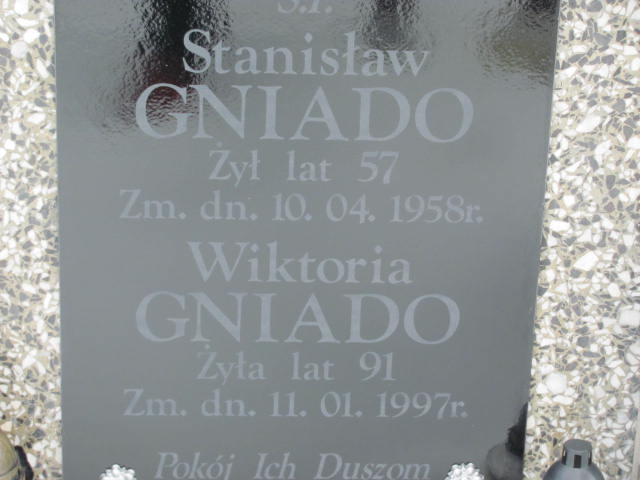 Ś.P.
Stanisław
GNIADO
Żył lat 57
Zm. dn. 10. 04. 1958r.
Wiktoria
GNIADO
Żyła lat 91
Zm. dn. 11. 01. 1997r.
Pokój Ich Duszom